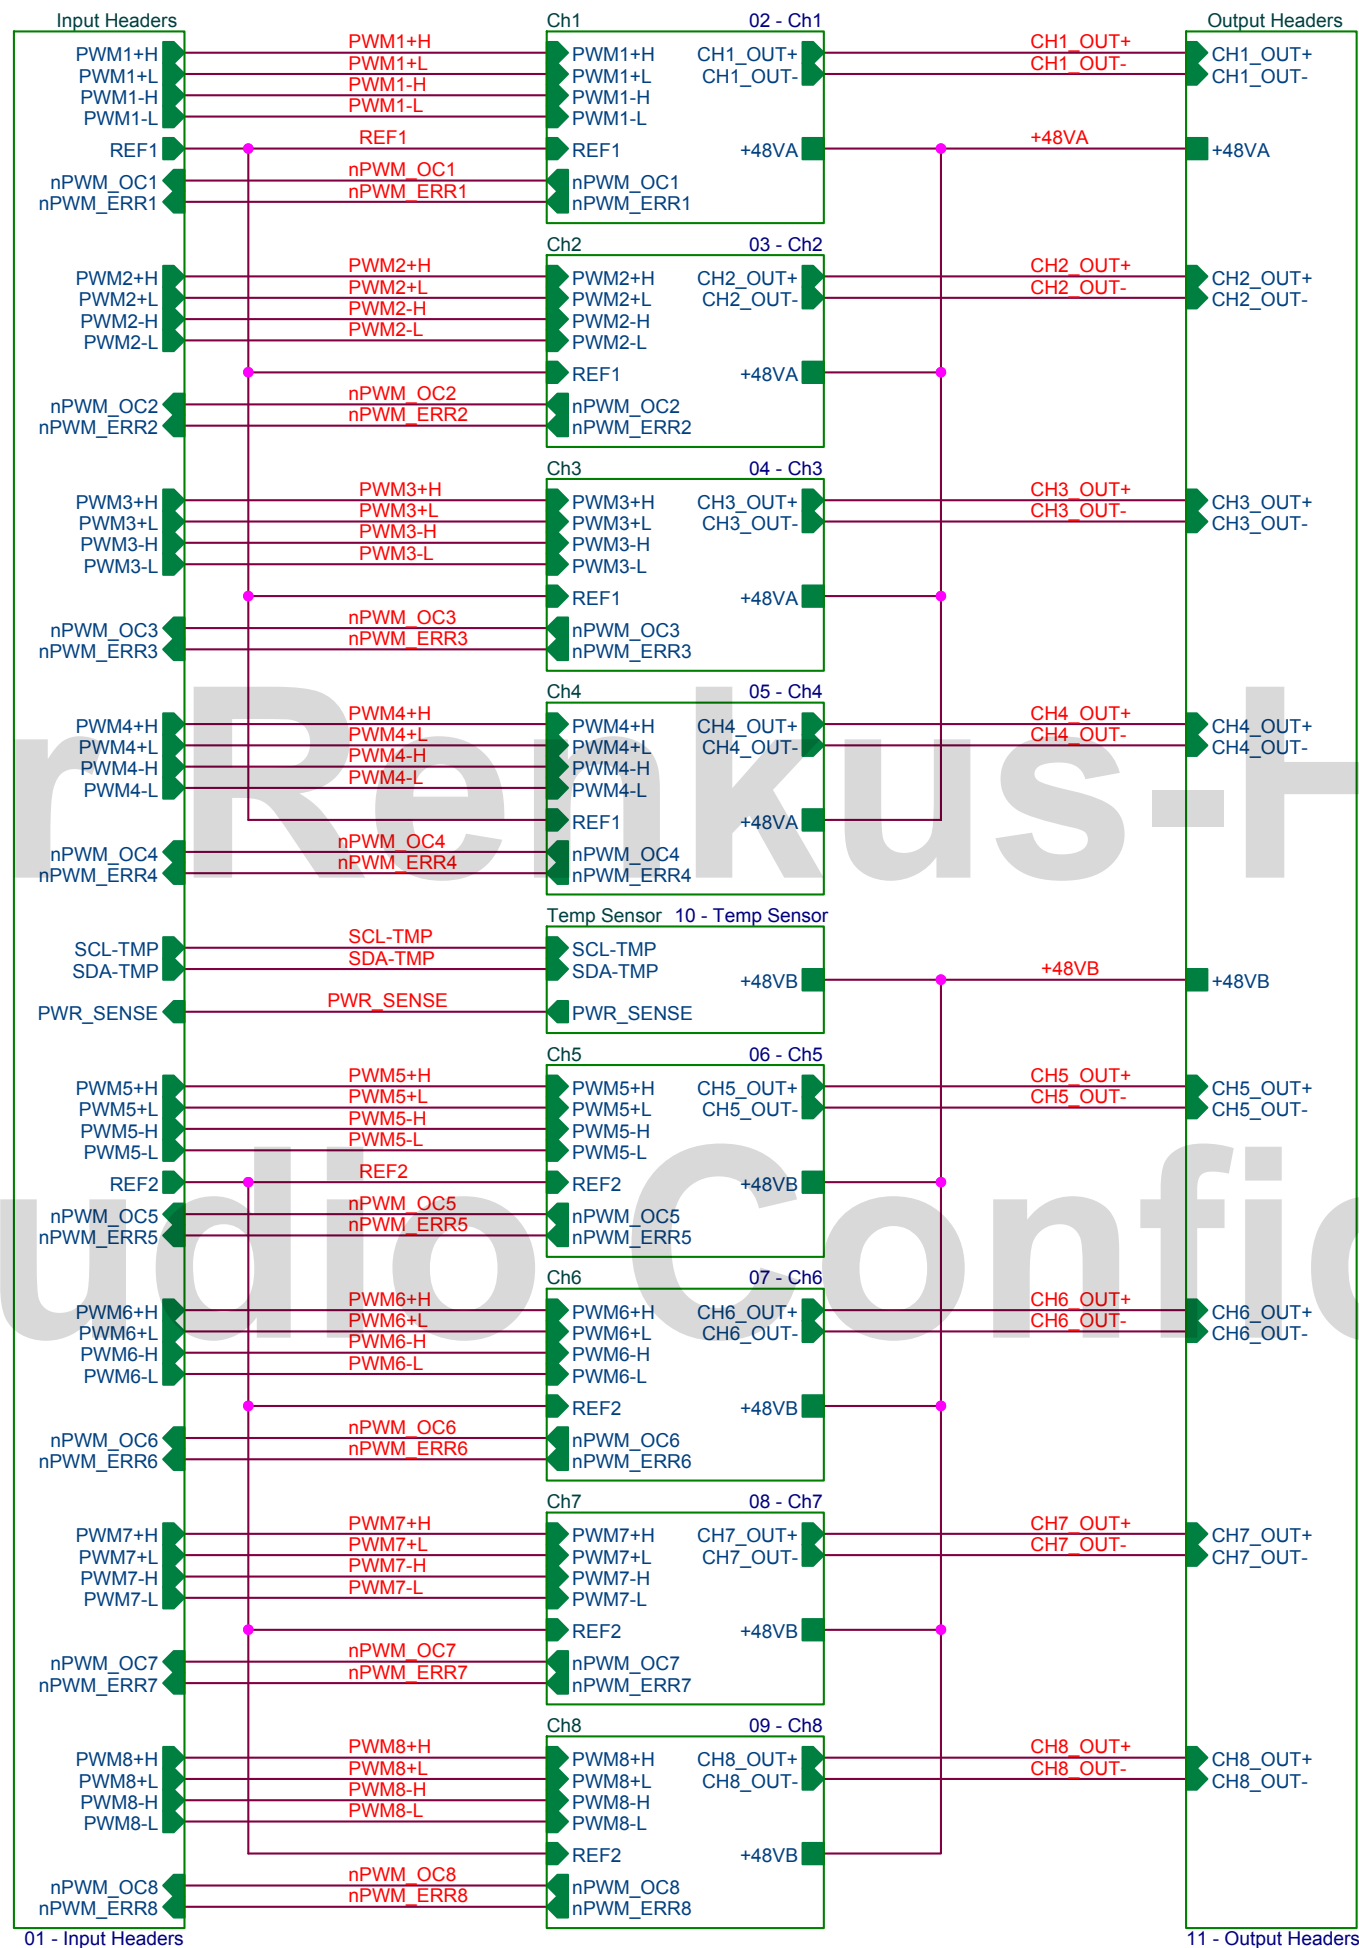 Input Headers Ch1 02 - Ch1 Output Headers
PWM1+H PWM1+H PWM1+H CH1_OUT+ CH1_OUT+ CH1_OUT+
PWM1+L PWM1+L PWM1+L CH1_OUT- CH1_OUT- CH1_OUT-
PWM1-H PWM1-H PWM1-H
PWM1-L PWM1-L PWM1-L
REF1 REF1 REF1 +48VA +48VA +48VA
nPWM_OC1 nPWM_OC1 nPWM_OC1
nPWM_ERR1 nPWM_ERR1 nPWM_ERR1
Ch2 03 - Ch2
PWM2+H PWM2+H PWM2+H CH2_OUT+ CH2_OUT+ CH2_OUT+
PWM2+L PWM2+L PWM2+L CH2_OUT- CH2_OUT- CH2_OUT-
PWM2-H PWM2-H PWM2-H
PWM2-L PWM2-L PWM2-L
REF1 +48VA
nPWM_OC2 nPWM_OC2 nPWM_OC2
nPWM_ERR2 nPWM_ERR2 nPWM_ERR2
Ch3 04 - Ch3
PWM3+H PWM3+H PWM3+H CH3_OUT+ CH3_OUT+ CH3_OUT+
PWM3+L PWM3+L PWM3+L CH3_OUT- CH3_OUT- CH3_OUT-
PWM3-H PWM3-H PWM3-H
PWM3-L PWM3-L PWM3-L
REF1 +48VA
nPWM_OC3 nPWM_OC3 nPWM_OC3
nPWM_ERR3 nPWM_ERR3 nPWM_ERR3
Ch4 05 - Ch4
PWM4+H PWM4+H PWM4+H CH4_OUT+ CH4_OUT+ CH4_OUT+
PWM4+L PWM4+L PWM4+L CH4_OUT- CH4_OUT- CH4_OUT-
PWM4-H PWM4-H PWM4-H
PWM4-L PWM4-L PWM4-L
r Renkus-H
REF1 +48VA
nPWM_OC4 nPWM_OC4 nPWM_OC4
nPWM_ERR4 nPWM_ERR4 nPWM_ERR4
Temp Sensor 10 - Temp Sensor
SCL-TMP SCL-TMP SCL-TMP
SDA-TMP SDA-TMP SDA-TMP +48VB +48VB +48VB
PWR_SENSE PWR_SENSE PWR_SENSE
Ch5 06 - Ch5
PWM5+H PWM5+H PWM5+H CH5_OUT+ CH5_OUT+ CH5_OUT+
PWM5+L PWM5+L PWM5+L CH5_OUT- CH5_OUT- CH5_OUT-
PWM5-H PWM5-H PWM5-H
PWM5-L PWM5-L PWM5-L
REF2 REF2 REF2 +48VB
nPWM_OC5 nPWM_OC5 nPWM_OC5
nPWM_ERR5 nPWM_ERR5 nPWM_ERR5
udio Confid
Ch6 07 - Ch6
PWM6+H PWM6+H PWM6+H CH6_OUT+ CH6_OUT+ CH6_OUT+
PWM6+L PWM6+L PWM6+L CH6_OUT- CH6_OUT- CH6_OUT-
PWM6-H PWM6-H PWM6-H
PWM6-L PWM6-L PWM6-L
REF2 +48VB
nPWM_OC6 nPWM_OC6 nPWM_OC6
nPWM_ERR6 nPWM_ERR6 nPWM_ERR6
Ch7 08 - Ch7
PWM7+H PWM7+H PWM7+H CH7_OUT+ CH7_OUT+ CH7_OUT+
PWM7+L PWM7+L PWM7+L CH7_OUT- CH7_OUT- CH7_OUT-
PWM7-H PWM7-H PWM7-H
PWM7-L PWM7-L PWM7-L
REF2 +48VB
nPWM_OC7 nPWM_OC7 nPWM_OC7
nPWM_ERR7 nPWM_ERR7 nPWM_ERR7
Ch8 09 - Ch8
PWM8+H PWM8+H PWM8+H CH8_OUT+ CH8_OUT+ CH8_OUT+
PWM8+L PWM8+L PWM8+L CH8_OUT- CH8_OUT- CH8_OUT-
PWM8-H PWM8-H PWM8-H
PWM8-L PWM8-L PWM8-L
REF2 +48VB
nPWM_OC8 nPWM_OC8 nPWM_OC8
nPWM_ERR8 nPWM_ERR8 nPWM_ERR8
01 - Input Headers 11 - Output Headers